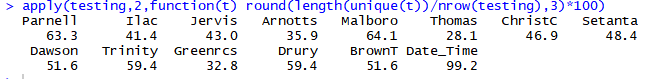 > apply(testing,2,function(t) round(length(unique(t))/nrow(testing),3)*100)
Parnell Ilac Jervis Arnotts Malboro Thomas ChristC Setanta
63.3 41.4 43.0 35.9 64.1 28.1 46.9 48.4
Dawson Trinity Greenrcs Drury BrownT Date_Time
51.6 59.4 32.8 59.4 51.6 99.2